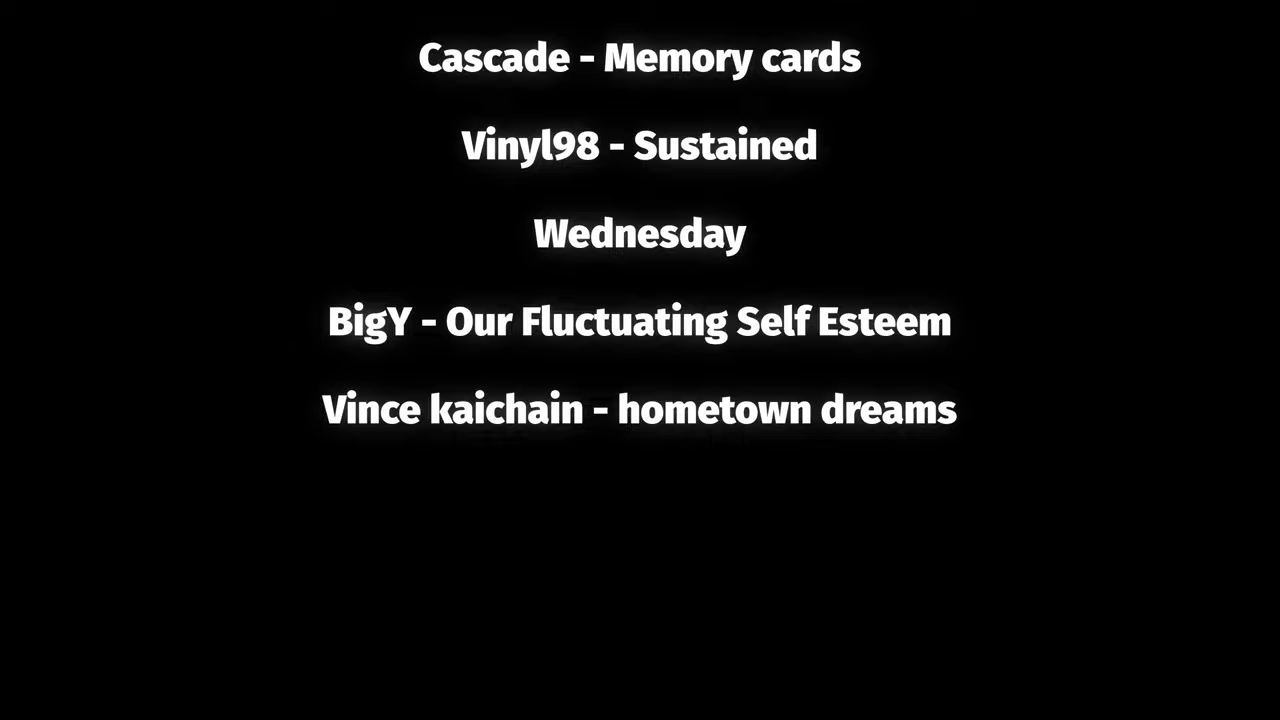 Cascade - Memory cards
Vinyl98 - Sustained
Wednesday
BigY - Our Fluctuating Self Esteem
Vince kaichain - hometown dreams